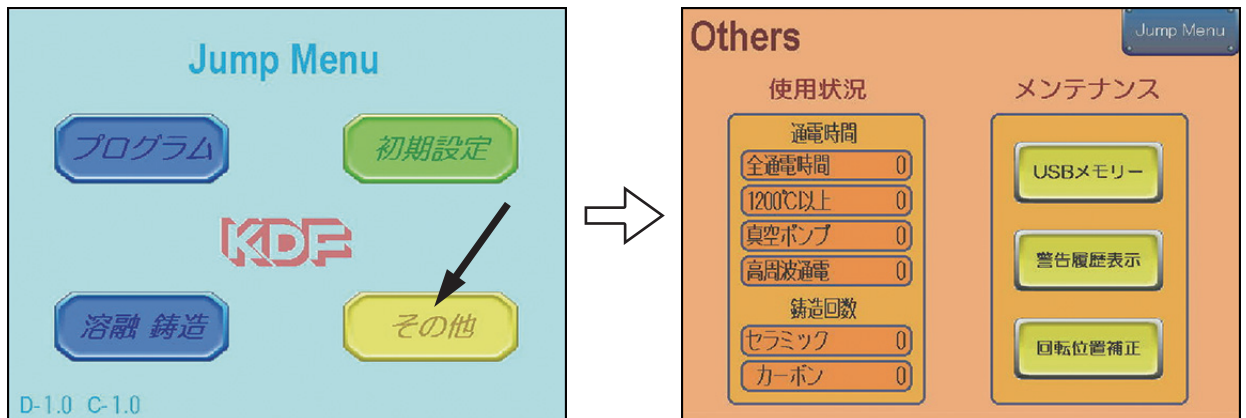 Jump Menu
プログラム
初期設定
KDF
溶融 鋳造
その他
D-1.0 C-1.0
Others
Jump Menu
使用状況
通電時間
全通電時間 0
1200℃以上 0
真空ポンプ 0
高周波通電 0
鋳造回数
セラミック 0
カーボン 0
メンテナンス
USBメモリー
警告履歴表示
回転位置補正